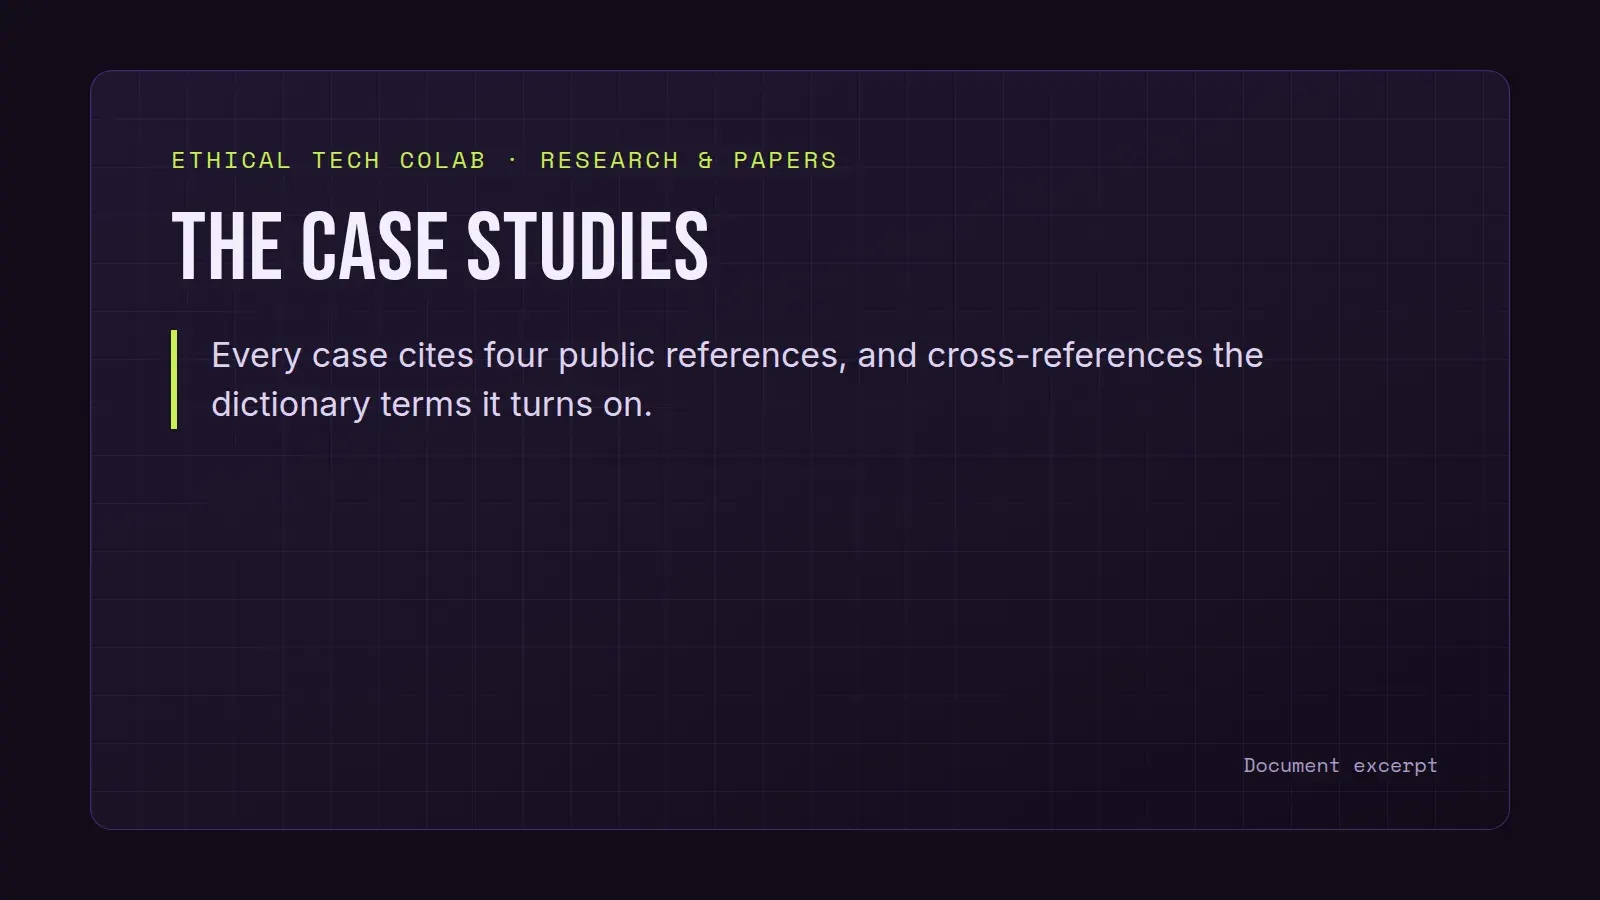 ETHICAL TECH COLAB · RESEARCH & PAPERS
THE CASE STUDIES
Every case cites four public references, and cross-references the
dictionary terms it turns on.
Document excerpt